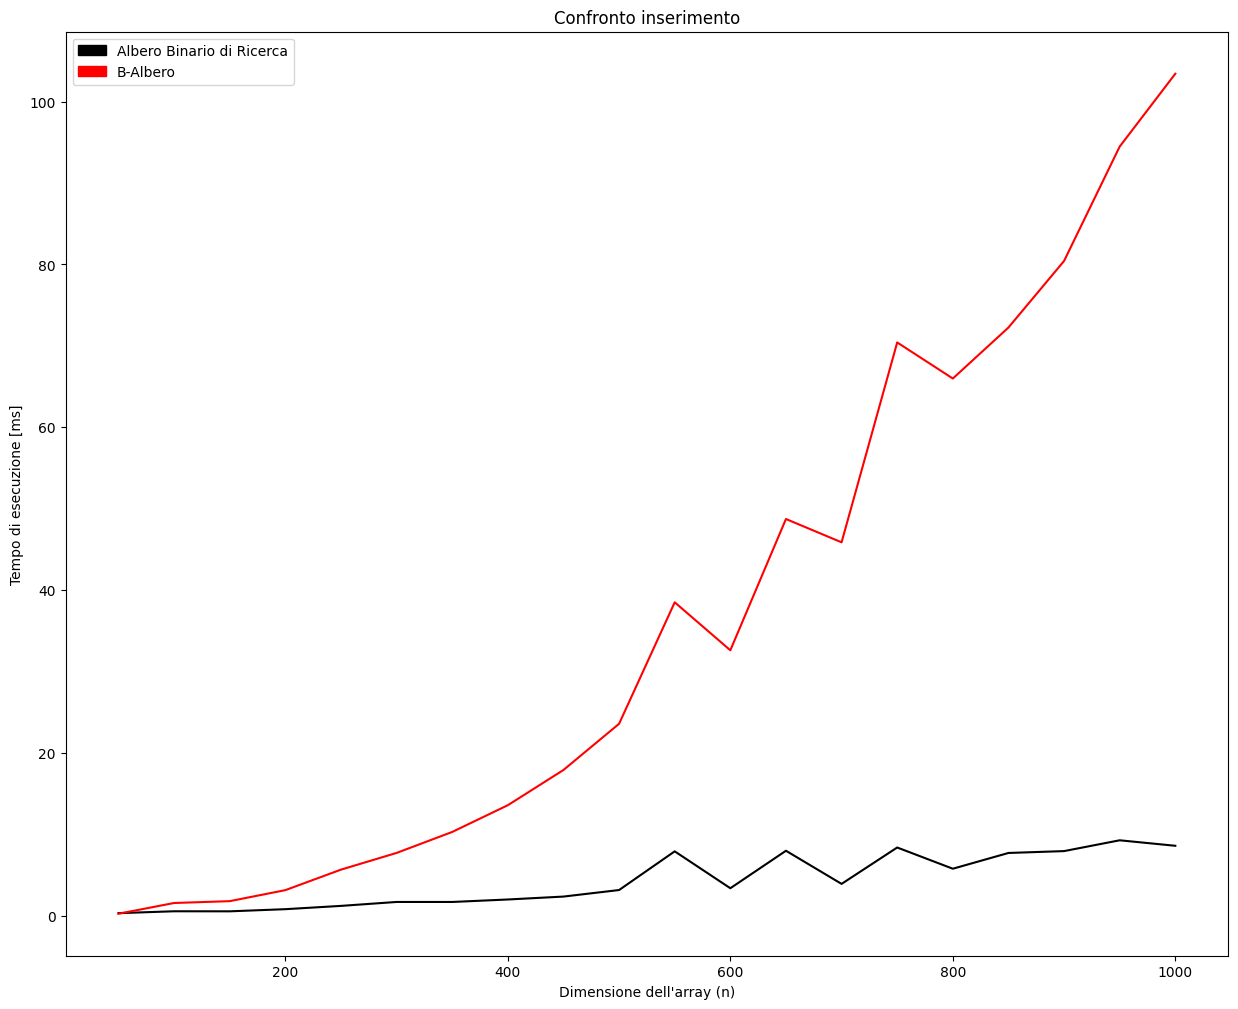 Confronto inserimento
Albero Binario di Ricerca
B-Albero
100
80
60
40
20
0
Tempo di esecuzione [ms]
200 400 600 800 1000
Dimensione dell'array (n)